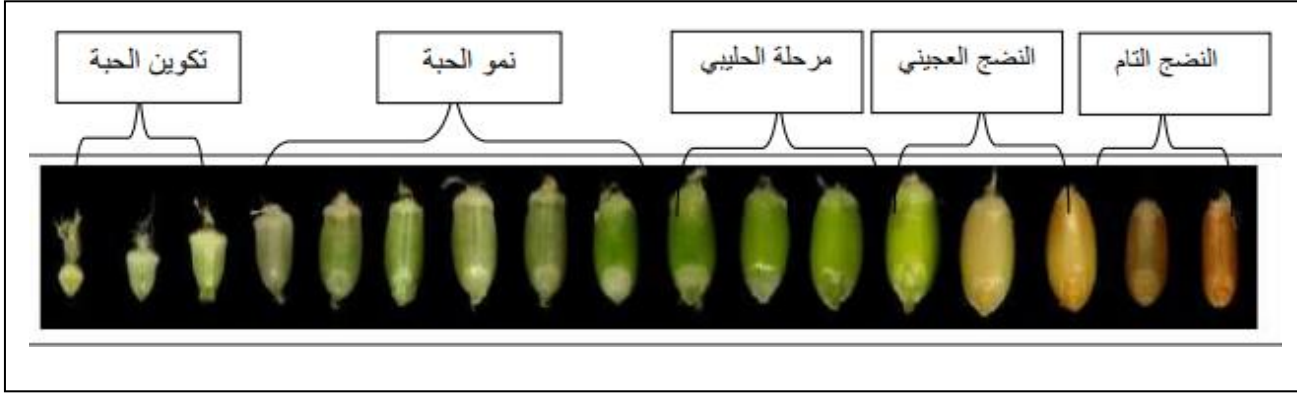 تكوين الحبة
نمو الحبة
مرحلة الحليبي
النضج العجيني
النضج التام